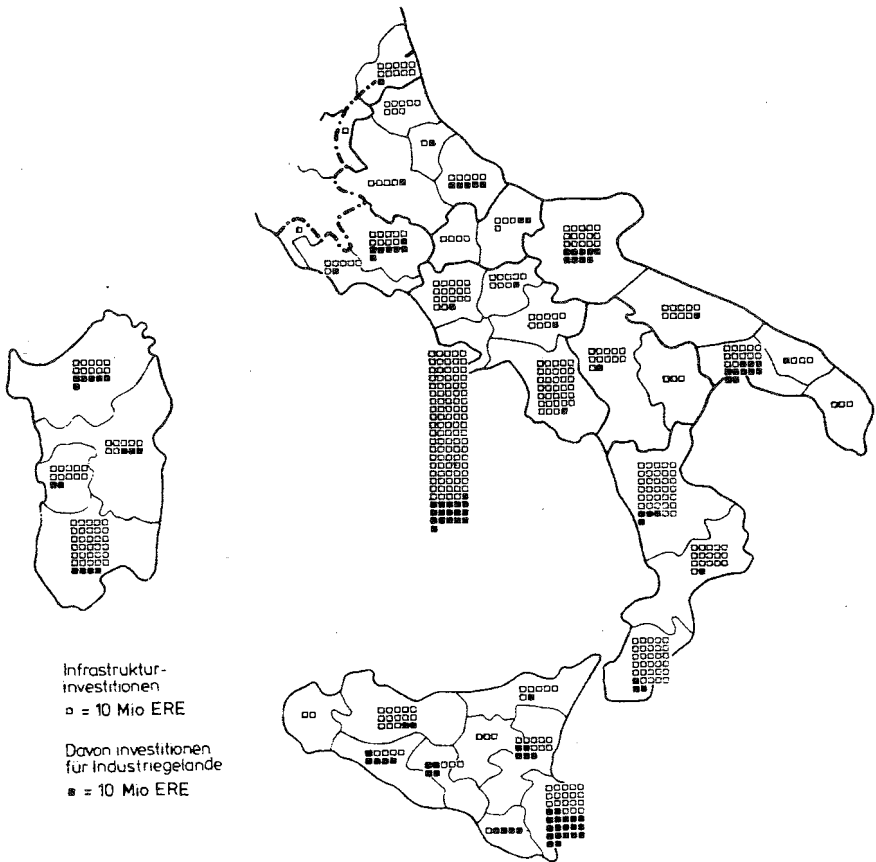 Infrastruktur-
investitionen
▫ = 10 Mio ERE
Davon investitionen
für Industriegelände
▪ = 10 Mio ERE